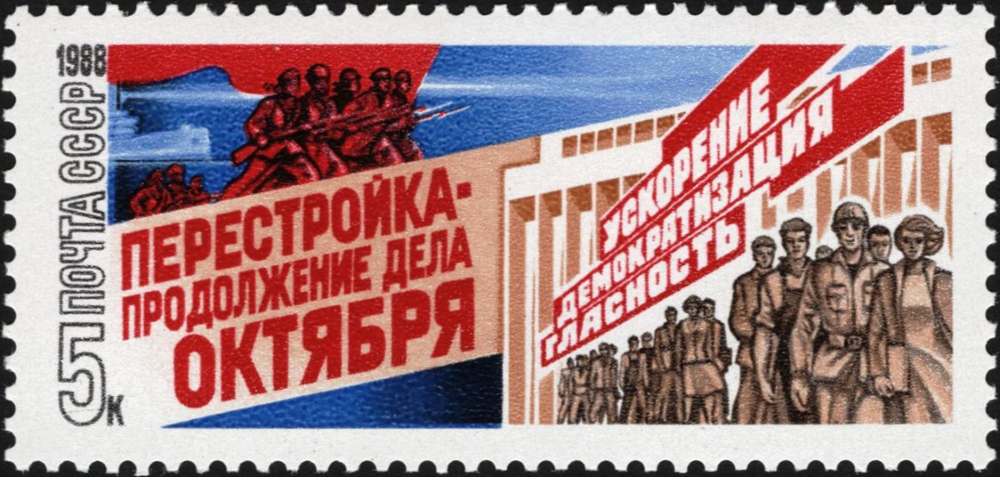 1988
ПОЧТА СССР
5К
ПЕРЕСТРОЙКА-
ПРОДОЛЖЕНИЕ ДЕЛА
ОКТЯБРЯ
УСКОРЕНИЕ
ДЕМОКРАТИЗАЦИЯ
ГЛАСНОСТЬ